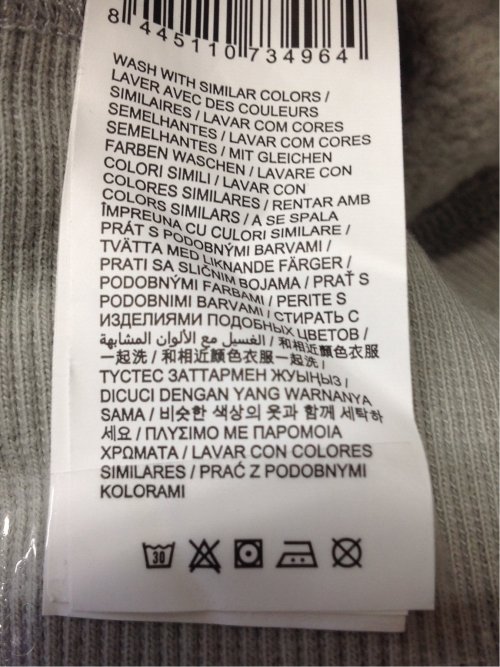 8 445110 734964
WASH WITH SIMILAR COLORS /
LAVER AVEC DES COULEURS
SIMILAIRES / LAVAR COM CORES
SEMELHANTES / LAVAR COM CORES
SEMELHANTES / MIT GLEICHEN
FARBEN WASCHEN / LAVARE CON
COLORI SIMILI / LAVAR CON
COLORES SIMILARES / RENTAR AMB
COLORS SIMILARS / A SE SPALA
ÎMPREUNĂ CU CULORI SIMILARE /
PRÁT S PODOBNÝMI BARVAMI /
TVÄTTA MED LIKNANDE FÄRGER /
PRATI SA SLIČNIM BOJAMA / PRAŤ S
PODOBNÝMI FARBAMI / PERITE S
PODOBNIMI BARVAMI / СТИРАТЬ С
ИЗДЕЛИЯМИ ПОДОБНЫХ ЦВЕТОВ /
الغسيل مع الألوان المشابهة / 和相近顏色衣服
一起洗 / 和相近颜色衣服一起洗 /
ТҮСТЕС ЗАТТАРМЕН ЖУЫҢЫЗ /
DICUCI DENGAN YANG WARNANYA
SAMA / 비슷한 색상의 옷과 함께 세탁하
세요 / ΠΛΥΣΙΜΟ ΜΕ ΠΑΡΟΜΟΙΑ
ΧΡΩΜΑΤΑ / LAVAR CON COLORES
SIMILARES / PRAĆ Z PODOBNYMI
KOLORAMI
30